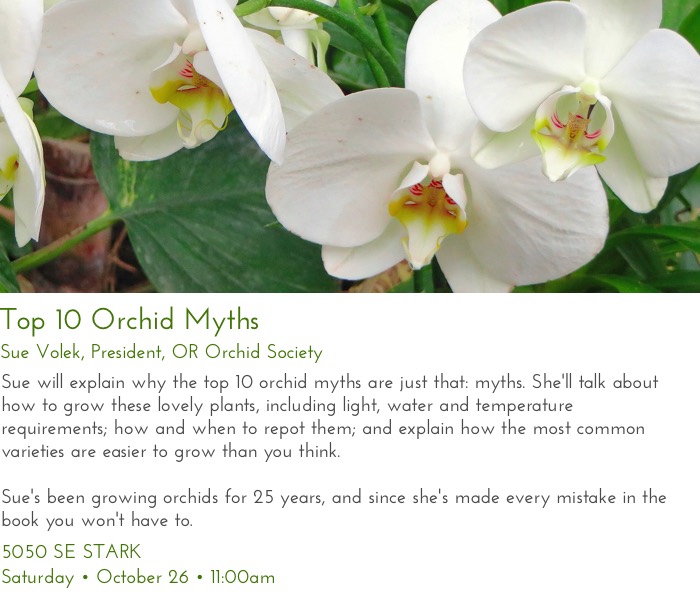 Top 10 Orchid Myths
Sue Volek, President, OR Orchid Society
Sue will explain why the top 10 orchid myths are just that: myths. She'll talk about
how to grow these lovely plants, including light, water and temperature
requirements; how and when to repot them; and explain how the most common
varieties are easier to grow than you think.
Sue's been growing orchids for 25 years, and since she's made every mistake in the
book you won't have to.
5050 SE STARK
Saturday • October 26 • 11:00am